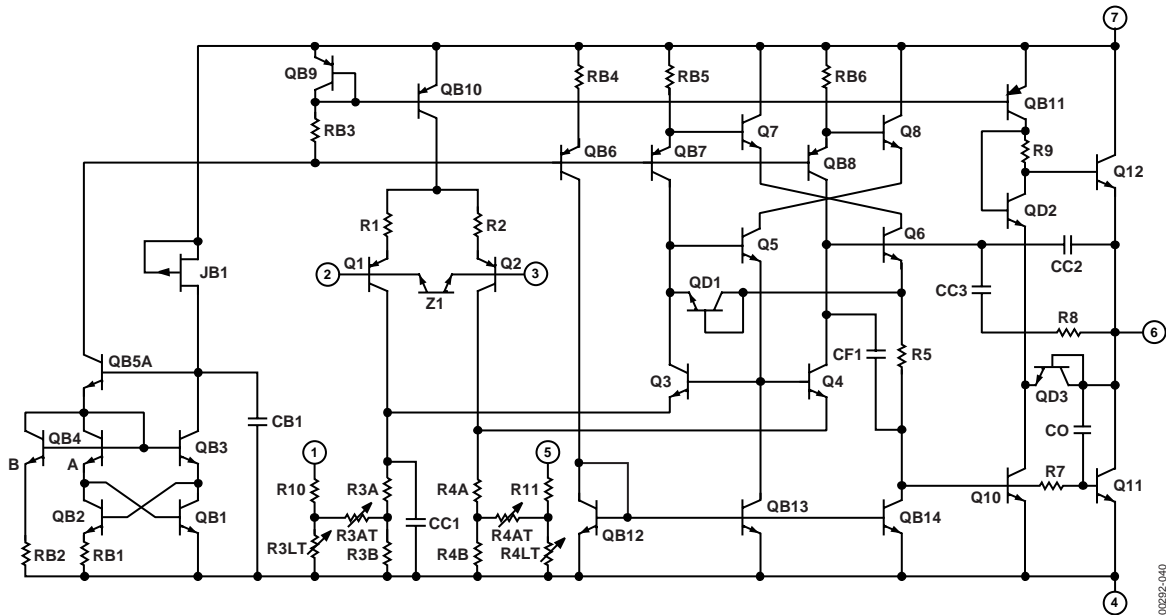 7
QB9
QB10
RB4
RB5
RB6
QB11
Q7
Q8
RB3
R9
QB6
QB7
QB8
Q12
QD2
R1
R2
Q5
Q6
JB1
2
Q1
Q2
3
CC2
Z1
QD1
CC3
R8
6
QB5A
CF1
R5
Q3
Q4
QD3
CB1
QB4
QB3
CO
B
A
1
5
R10
R3A
R4A
R11
R7
Q10
Q11
QB2
QB1
R3AT
CC1
R4AT
QB12
QB13
QB14
RB2
RB1
R3LT
R3B
R4B
R4LT
4
00292-040